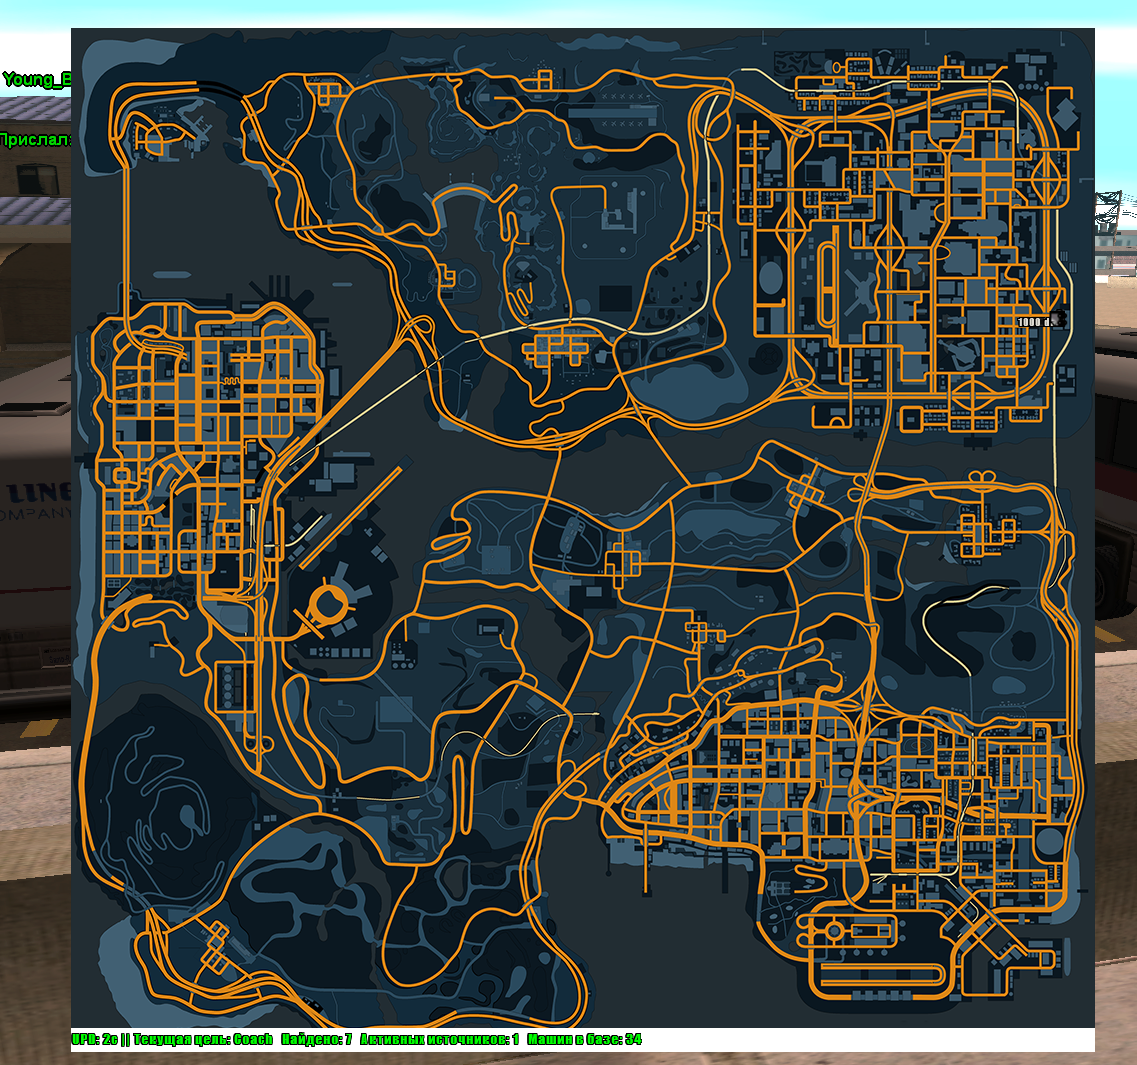 Young_B
Прислал:
1000 d.
LINE
OMPANY
UPD: 2c || Текущая цель: Coach Найдено: 7 Активных источников: 1 Машин в базе: 34